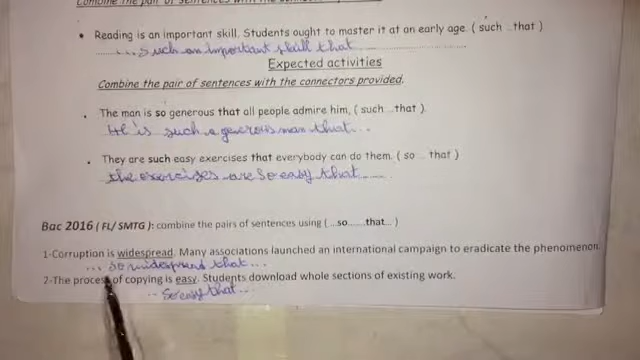 Combine the pair of sentences with the
• Reading is an important skill. Students ought to master it at an early age. ( such ...that )
... such an important skill that ...
Expected activities
Combine the pair of sentences with the connectors provided.
• The man is so generous that all people admire him. ( such ...that ).
He is such a generous man that...
• They are such easy exercises that everybody can do them. ( so ... that )
the exercises are so easy that ......
Bac 2016 ( FL/ SMTG ): combine the pairs of sentences using ( ...so.......that... )
1-Corruption is widespread. Many associations launched an international campaign to eradicate the phenomenon.
... so widespread that ...
2-The process of copying is easy. Students download whole sections of existing work.
... so easy that ...